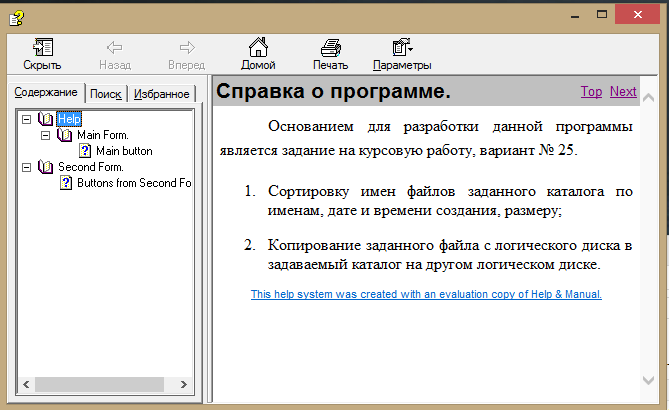 Скрыть Назад Вперед Домой Печать Параметры
Содержание Поиск Избранное
Help
Main Form.
Main button
Second Form.
Buttons from Second Fo
Справка о программе. Top Next
Основанием для разработки данной программы
является задание на курсовую работу, вариант № 25.
1. Сортировку имен файлов заданного каталога по
именам, дате и времени создания, размеру;
2. Копирование заданного файла с логического диска в
задаваемый каталог на другом логическом диске.
This help system was created with an evaluation copy of Help & Manual.